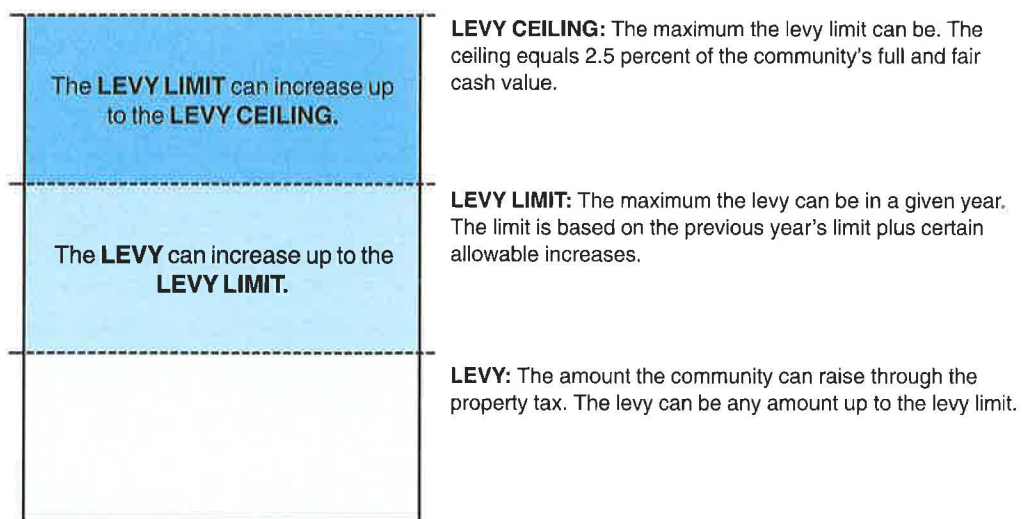 The LEVY LIMIT can increase up
to the LEVY CEILING.
LEVY CEILING: The maximum the levy limit can be. The
ceiling equals 2.5 percent of the community's full and fair
cash value.
The LEVY can increase up to the
LEVY LIMIT.
LEVY LIMIT: The maximum the levy can be in a given year.
The limit is based on the previous year's limit plus certain
allowable increases.
LEVY: The amount the community can raise through the
property tax. The levy can be any amount up to the levy limit.